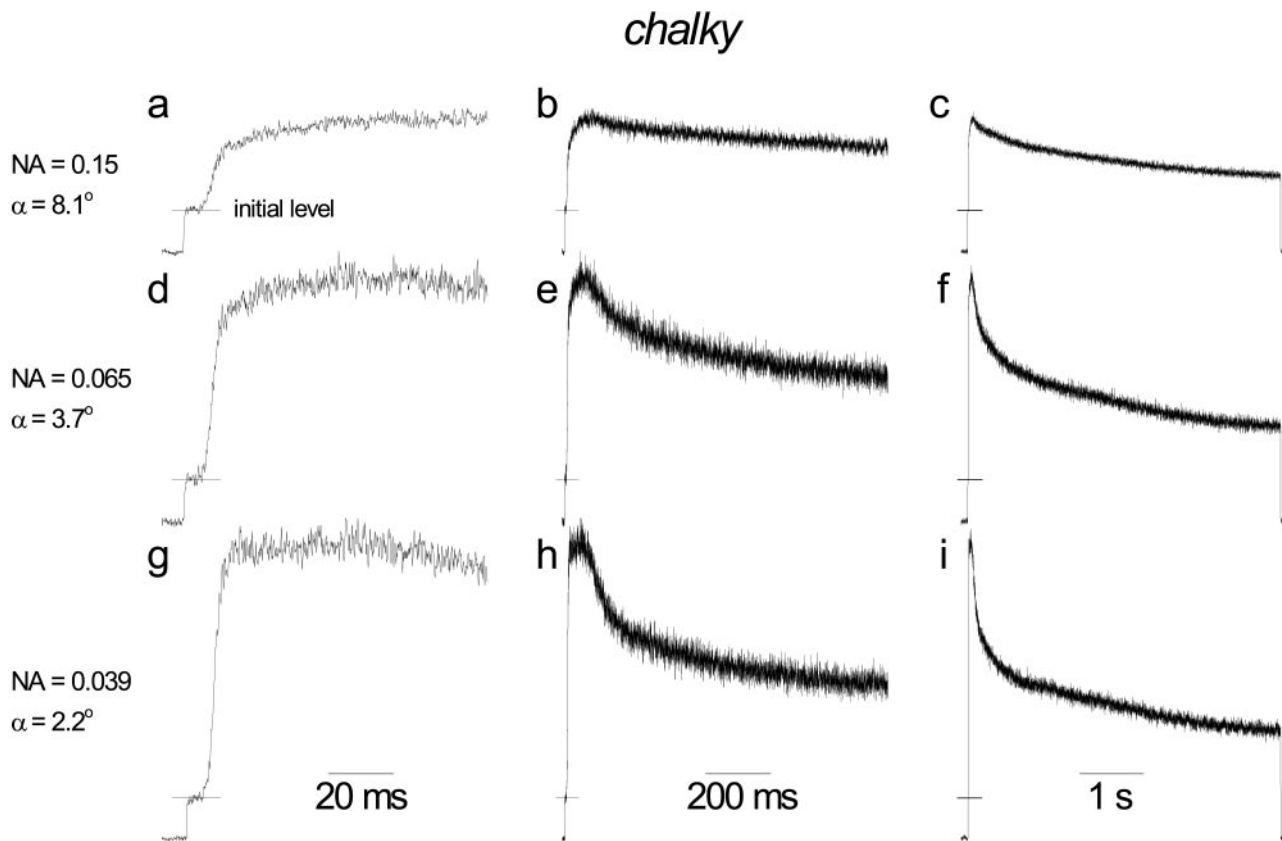 chalky
a
b
c
NA = 0.15
α = 8.1°
initial level
d
e
f
NA = 0.065
α = 3.7°
g
h
i
NA = 0.039
α = 2.2°
20 ms
200 ms
1 s